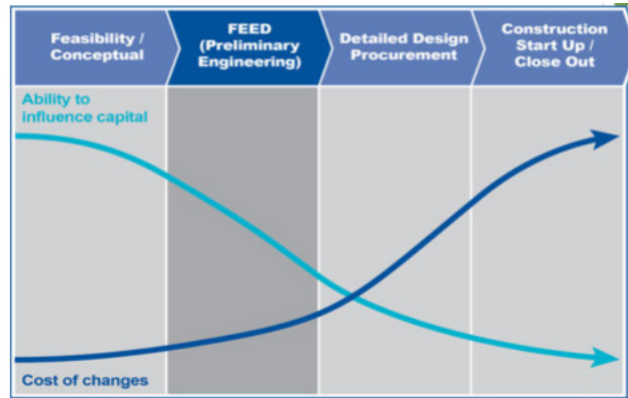 Feasibility /
Conceptual
FEED
(Preliminary
Engineering)
Detailed Design
Procurement
Construction
Start Up /
Close Out
Ability to
influence capital
Cost of changes